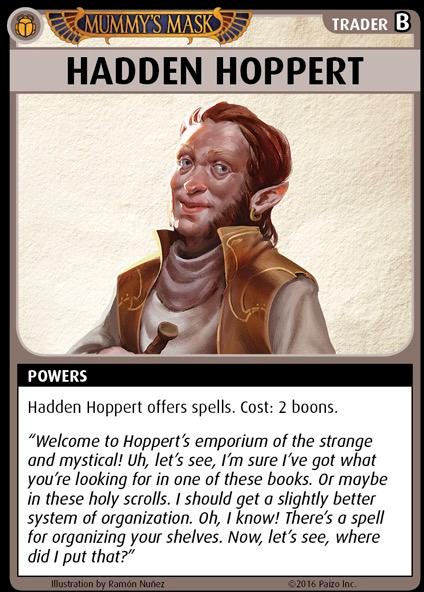 MUMMY'S MASK
TRADER B
HADDEN HOPPERT
POWERS
Hadden Hoppert offers spells. Cost: 2 boons.
“Welcome to Hoppert's emporium of the strange
and mystical! Uh, let's see, I'm sure I've got what
you're looking for in one of these books. Or maybe
in these holy scrolls. I should get a slightly better
system of organization. Oh, I know! There's a spell
for organizing your shelves. Now, let's see, where
did I put that?”
Illustration by Ramón Nuñez ©2016 Paizo Inc.